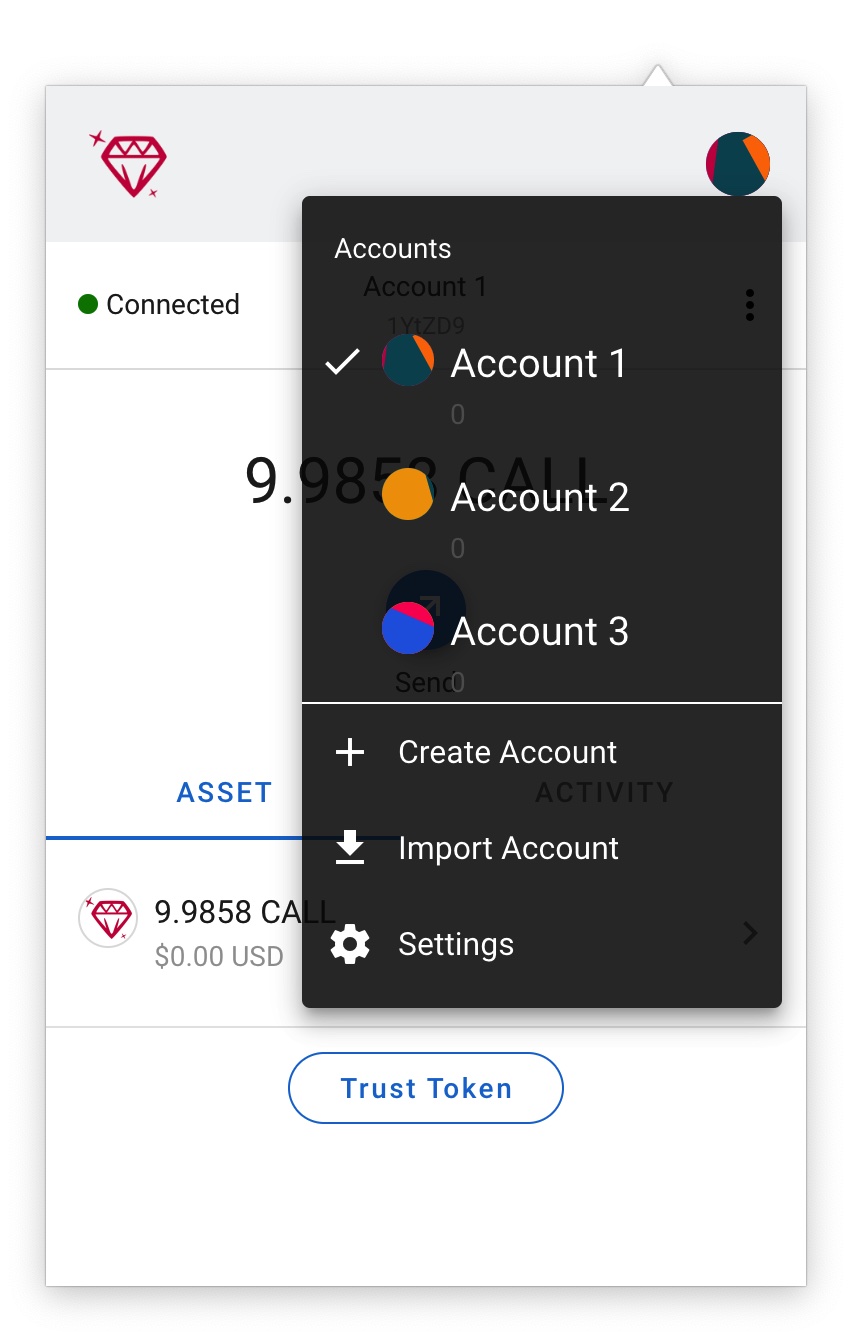 Accounts
Connected
Account 1
1YtZD9
Account 1
0
9.9858 CALL
Account 2
0
Account 3
Send
0
Create Account
ASSET
ACTIVITY
Import Account
9.9858 CALL
$0.00 USD
Settings
Trust Token